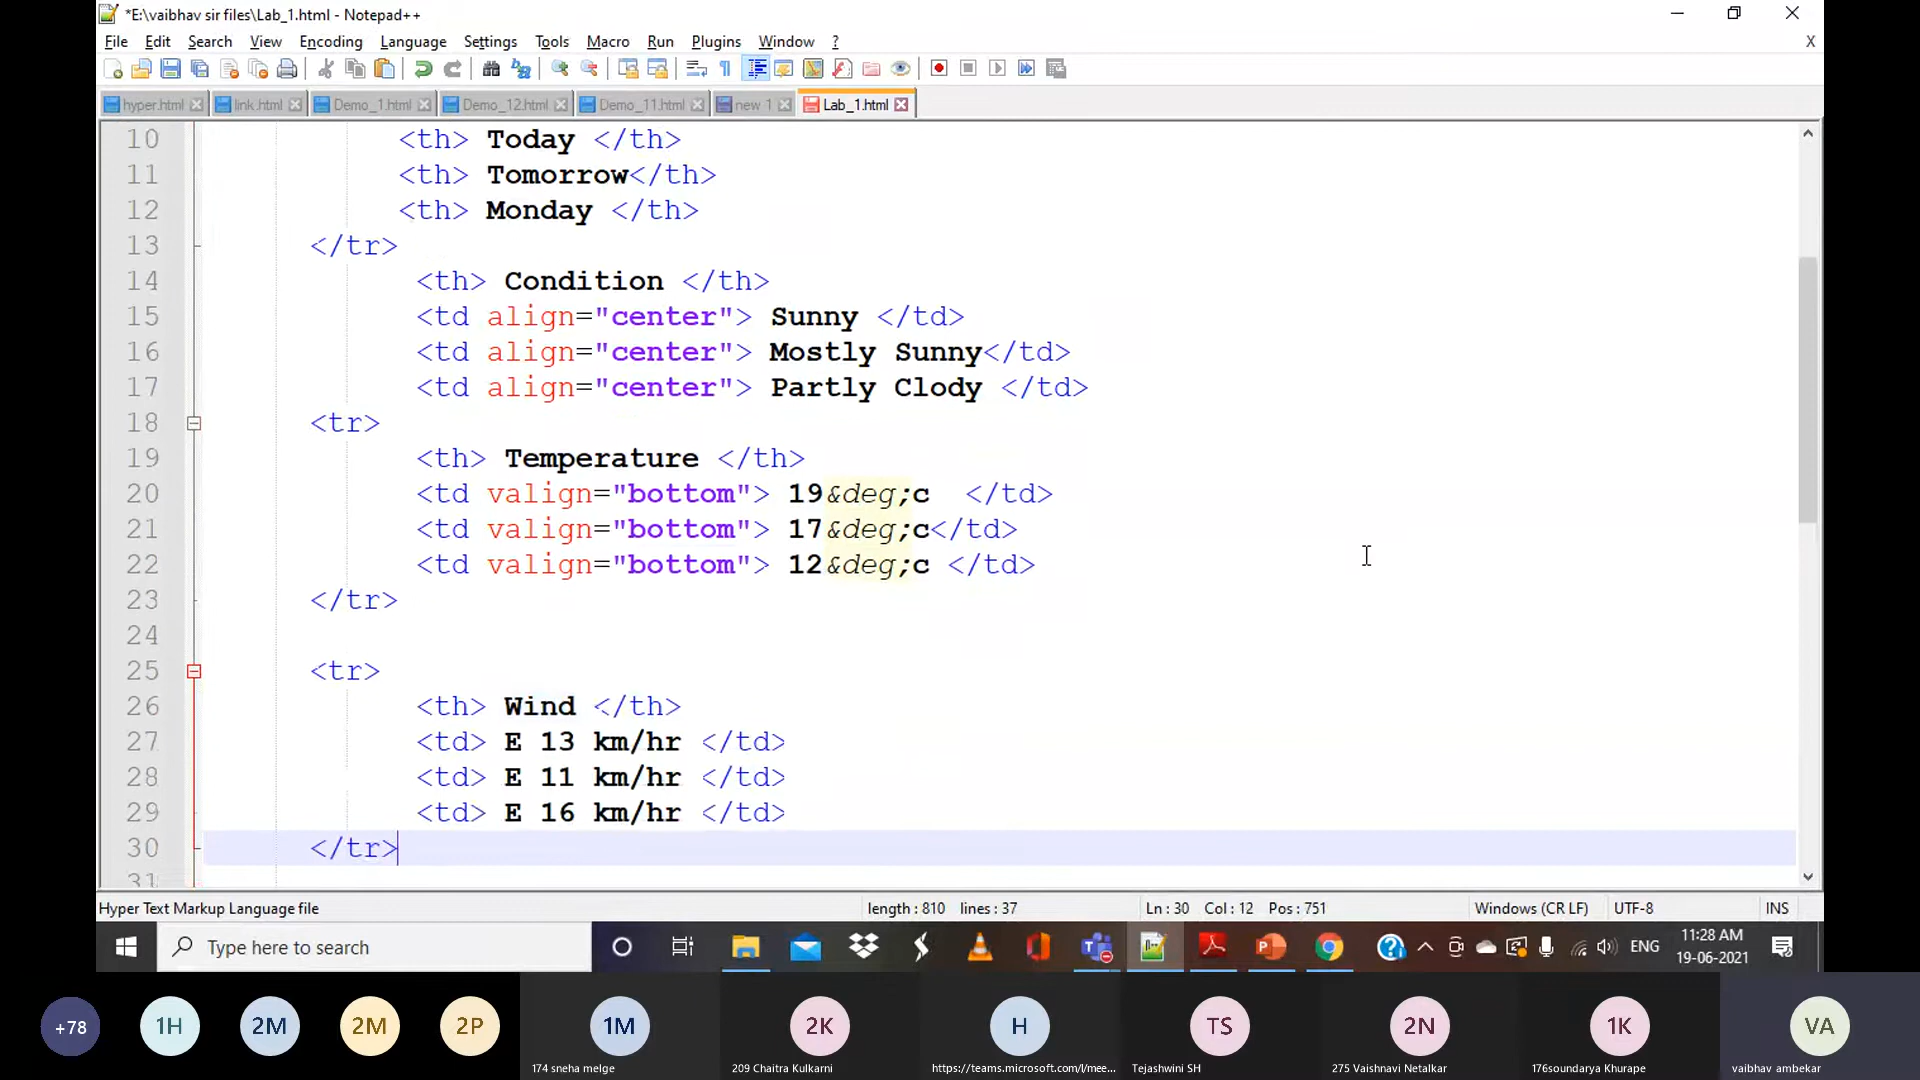 *E:\vaibhav sir files\Lab_1.html - Notepad++
File Edit Search View Encoding Language Settings Tools Macro Run Plugins Window ? X
hyper.html link.html Demo_1.html Demo_12.html Demo_11.html new 1 Lab_1.html
10 <th> Today </th>
11 <th> Tomorrow</th>
12 <th> Monday </th>
13 </tr>
14 <th> Condition </th>
15 <td align="center"> Sunny </td>
16 <td align="center"> Mostly Sunny</td>
17 <td align="center"> Partly Clody </td>
18 <tr>
19 <th> Temperature </th>
20 <td valign="bottom"> 19&deg;c  </td>
21 <td valign="bottom"> 17&deg;c</td>
22 <td valign="bottom"> 12&deg;c </td>
23 </tr>
24
25 <tr>
26 <th> Wind </th>
27 <td> E 13 km/hr </td>
28 <td> E 11 km/hr </td>
29 <td> E 16 km/hr </td>
30 </tr>
31
Hyper Text Markup Language file length : 810 lines : 37 Ln : 30 Col : 12 Pos : 751 Windows (CR LF) UTF-8 INS
Type here to search ENG 11:28 AM
19-06-2021
+78 1H 2M 2M 2P 1M 2K H TS 2N 1K VA
174 sneha melge 209 Chaitra Kulkarni https://teams.microsoft.com/l/mee... Tejashwini SH 275 Vaishnavi Netalkar 176soundarya Khurape vaibhav ambekar